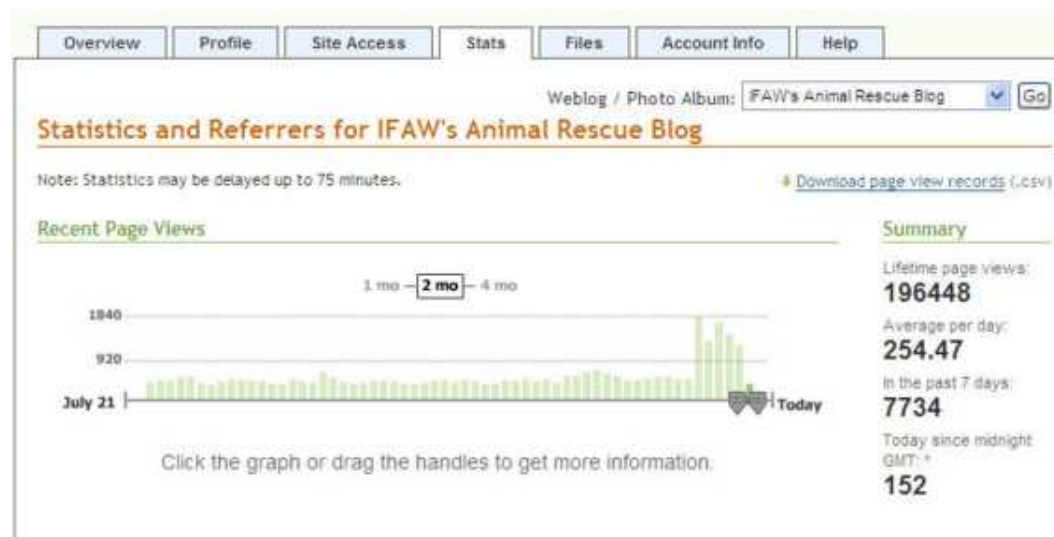 Overview Profile Site Access Stats Files Account Info Help
Weblog / Photo Album: IFAW's Animal Rescue Blog Go
Statistics and Referrers for IFAW's Animal Rescue Blog
Note: Statistics may be delayed up to 75 minutes.
Download page view records (.csv)
Recent Page Views
1 mo 2 mo 4 mo
1840
920
July 21 Today
Click the graph or drag the handles to get more information.
Summary
Lifetime page views:
196448
Average per day:
254.47
In the past 7 days:
7734
Today since midnight
GMT: *
152